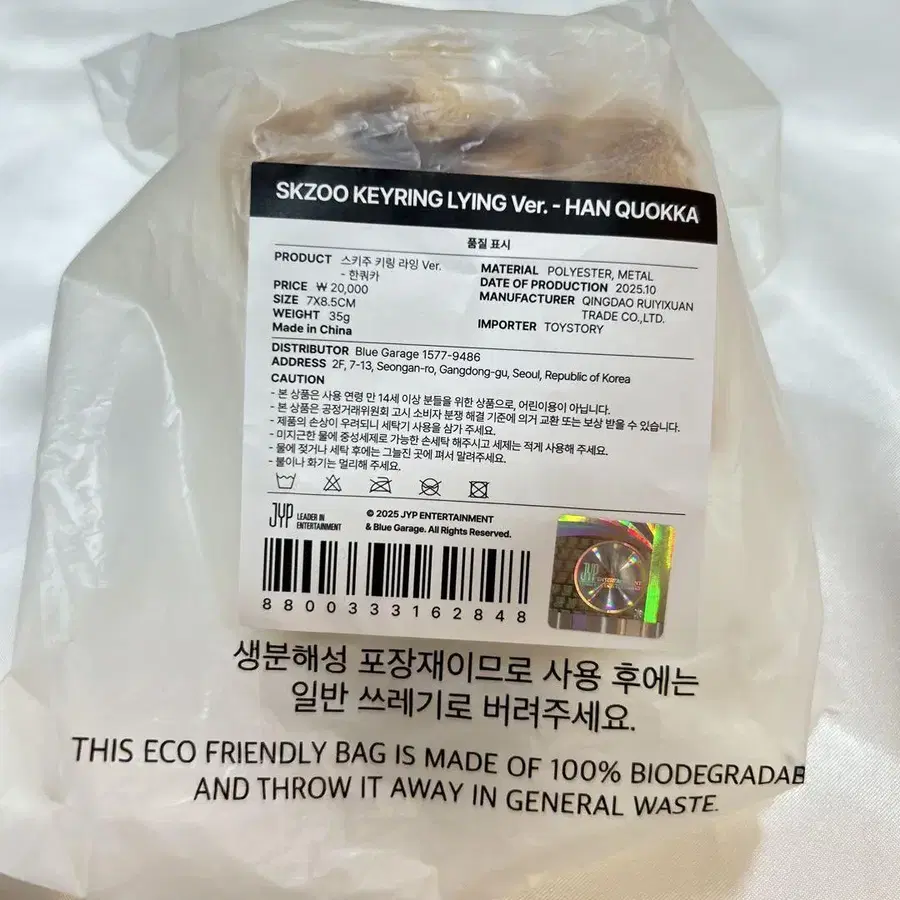 SKZOO KEYRING LYING Ver. - HAN QUOKKA
품질 표시
PRODUCT 스키주 키링 라잉 Ver.
- 한쿼카
PRICE ₩ 20,000
SIZE 7X8.5CM
WEIGHT 35g
Made in China
MATERIAL POLYESTER, METAL
DATE OF PRODUCTION 2025.10
MANUFACTURER QINGDAO RUIYIXUAN
TRADE CO.,LTD.
IMPORTER TOYSTORY
DISTRIBUTOR Blue Garage 1577-9486
ADDRESS 2F, 7-13, Seongan-ro, Gangdong-gu, Seoul, Republic of Korea
CAUTION
- 본 상품은 사용 연령 만 14세 이상 분들을 위한 상품으로, 어린이용이 아닙니다.
- 본 상품은 공정거래위원회 고시 소비자 분쟁 해결 기준에 의거 교환 또는 보상 받을 수 있습니다.
- 제품의 손상이 우려되니 세탁기 사용을 삼가 주세요.
- 미지근한 물에 중성세제로 가능한 손세탁 해주시고 세제는 적게 사용해 주세요.
- 물에 젖거나 세탁 후에는 그늘진 곳에 펴서 말려주세요.
- 불이나 화기는 멀리해 주세요.
JYP LEADER IN
ENTERTAINMENT
© 2025 JYP ENTERTAINMENT
& Blue Garage. All Rights Reserved.
JYP
8800333162848
생분해성 포장재이므로 사용 후에는
일반 쓰레기로 버려주세요.
THIS ECO FRIENDLY BAG IS MADE OF 100% BIODEGRADAB
AND THROW IT AWAY IN GENERAL WASTE.